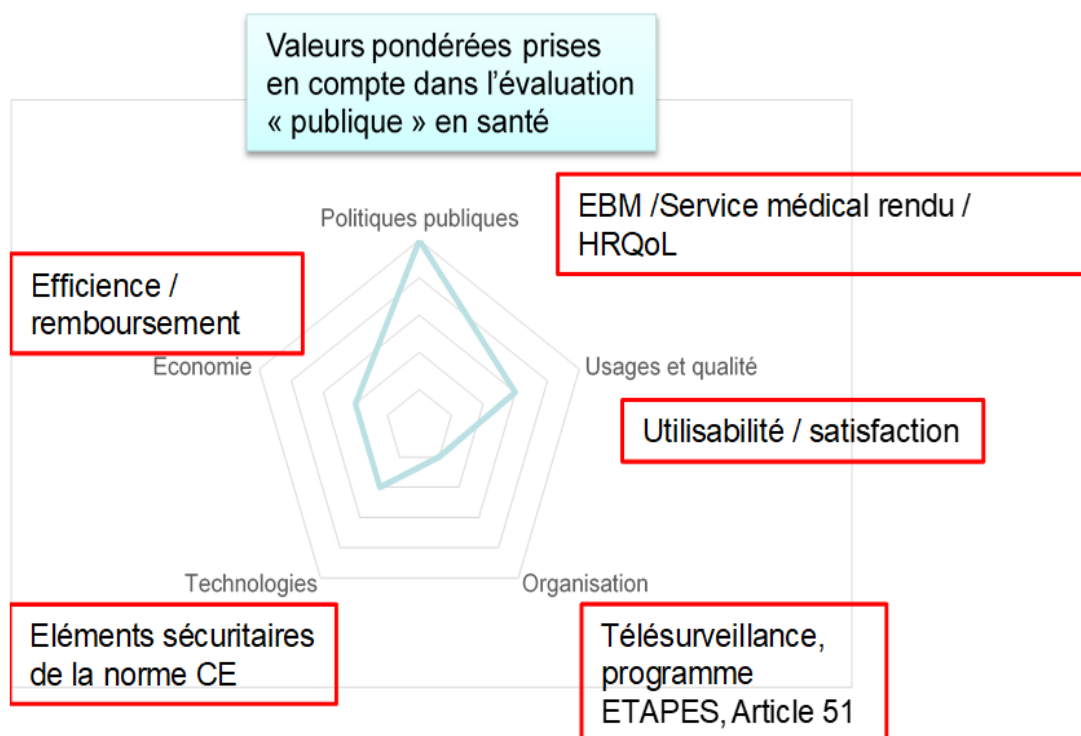 Valeurs pondérées prises
en compte dans l'évaluation
« publique » en santé
EBM /Service médical rendu /
HRQoL
Politiques publiques
Efficience /
remboursement
Economie
Usages et qualité
Utilisabilité / satisfaction
Technologies
Organisation
Eléments sécuritaires
de la norme CE
Télésurveillance,
programme
ETAPES, Article 51